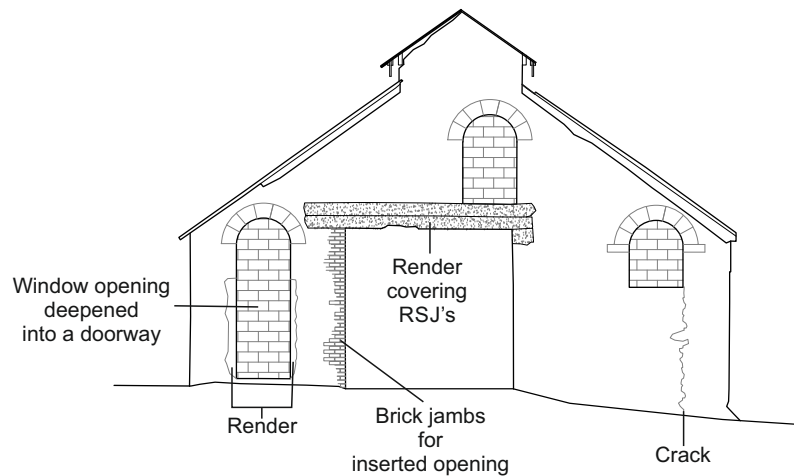 Window opening
deepened
into a doorway
Render
covering
RSJ's
Render
Brick jambs
for
inserted opening
Crack